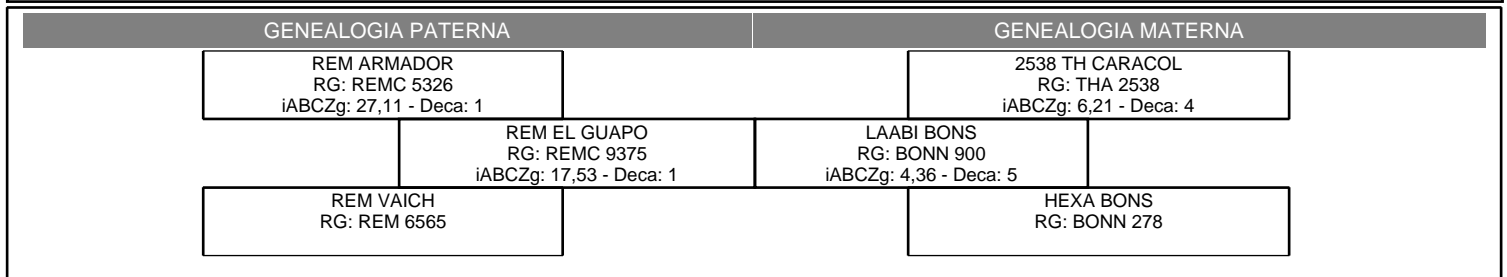 GENEALOGIA PATERNA
GENEALOGIA MATERNA
REM ARMADOR
RG: REMC 5326
iABCZg: 27,11 - Deca: 1
2538 TH CARACOL
RG: THA 2538
iABCZg: 6,21 - Deca: 4
REM EL GUAPO
RG: REMC 9375
iABCZg: 17,53 - Deca: 1
LAABI BONS
RG: BONN 900
iABCZg: 4,36 - Deca: 5
REM VAICH
RG: REM 6565
HEXA BONS
RG: BONN 278